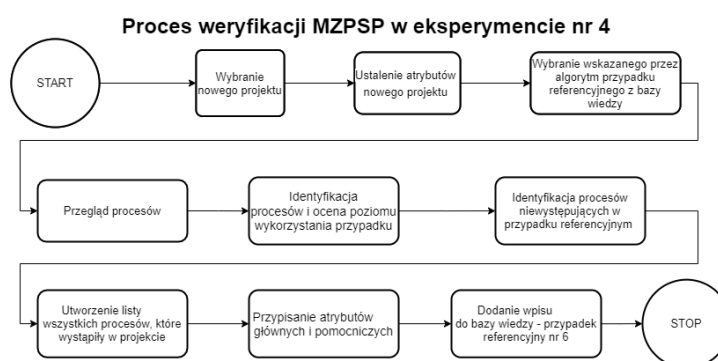 Proces weryfikacji MZPSP w eksperymencie nr 4
START
Wybranie
nowego projektu
Ustalenie atrybutów
nowego projektu
Wybranie wskazanego przez
algorytm przypadku
referencyjnego z bazy
wiedzy
Przegląd procesów
Identyfikacja
procesów i ocena poziomu
wykorzystania przypadku
Identyfikacja procesów
niewystępujących w
przypadku referencyjnym
Utworzenie listy
wszystkich procesów, które
wystąpiły w projekcie
Przypisanie atrybutów
głównych i pomocniczych
Dodanie wpisu
do bazy wiedzy - przypadek
referencyjny nr 6
STOP